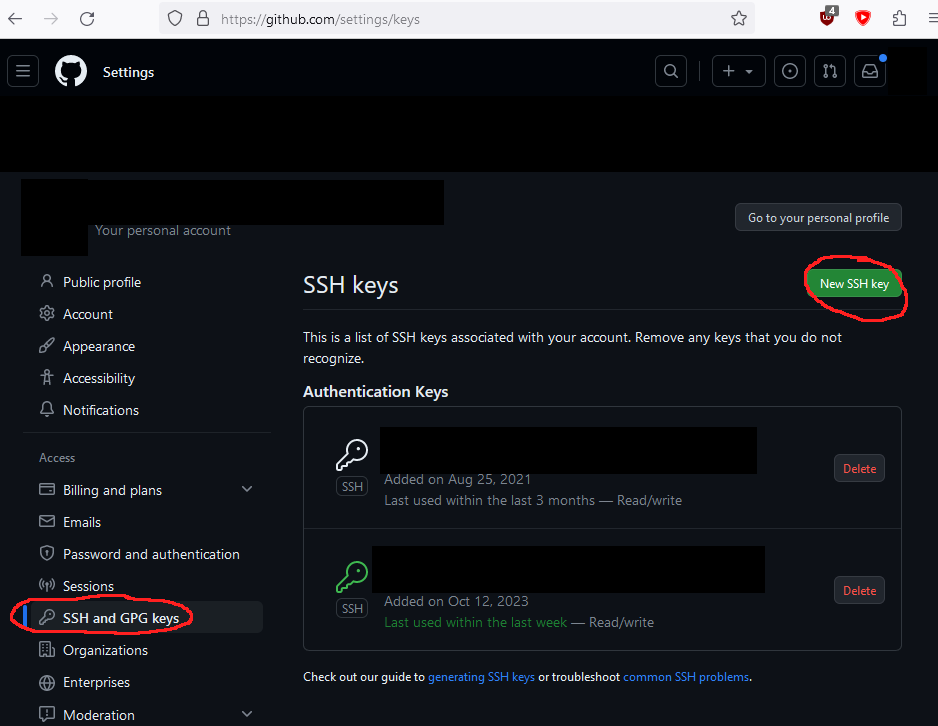 4
https://github.com/settings/keys
Settings
Your personal account
Go to your personal profile
Public profile
Account
Appearance
Accessibility
Notifications
Access
Billing and plans
Emails
Password and authentication
Sessions
SSH and GPG keys
Organizations
Enterprises
Moderation
SSH keys
New SSH key
This is a list of SSH keys associated with your account. Remove any keys that you do not
recognize.
Authentication Keys
SSH
Added on Aug 25, 2021
Last used within the last 3 months — Read/write
Delete
SSH
Added on Oct 12, 2023
Last used within the last week — Read/write
Delete
Check out our guide to generating SSH keys or troubleshoot common SSH problems.